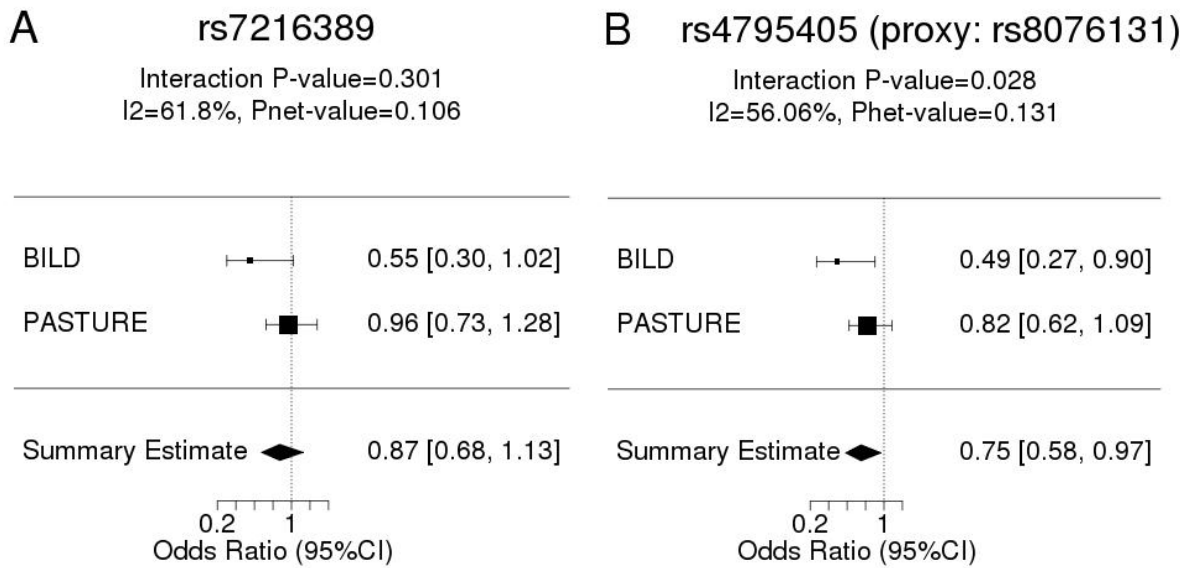 A rs7216389
Interaction P-value=0.301
I2=61.8%, Pnet-value=0.106
BILD 0.55 [0.30, 1.02]
PASTURE 0.96 [0.73, 1.28]
Summary Estimate 0.87 [0.68, 1.13]
0.2 1
Odds Ratio (95%CI)
B rs4795405 (proxy: rs8076131)
Interaction P-value=0.028
I2=56.06%, Phet-value=0.131
BILD 0.49 [0.27, 0.90]
PASTURE 0.82 [0.62, 1.09]
Summary Estimate 0.75 [0.58, 0.97]
0.2 1
Odds Ratio (95%CI)